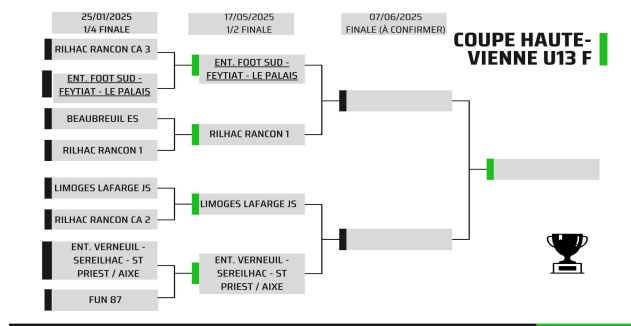 25/01/2025
1/4 FINALE
17/05/2025
1/2 FINALE
07/06/2025
FINALE (À CONFIRMER)
COUPE HAUTE-
VIENNE U13 F
RILHAC RANCON CA 3
ENT. FOOT SUD -
FEYTIAT - LE PALAIS
BEAUBREUIL ES
RILHAC RANCON 1
LIMOGES LAFARGE JS
RILHAC RANCON CA 2
ENT. VERNEUIL -
SEREILHAC - ST
PRIEST / AIXE
FUN 87
ENT. FOOT SUD -
FEYTIAT - LE PALAIS
RILHAC RANCON 1
LIMOGES LAFARGE JS
ENT. VERNEUIL -
SEREILHAC - ST
PRIEST / AIXE